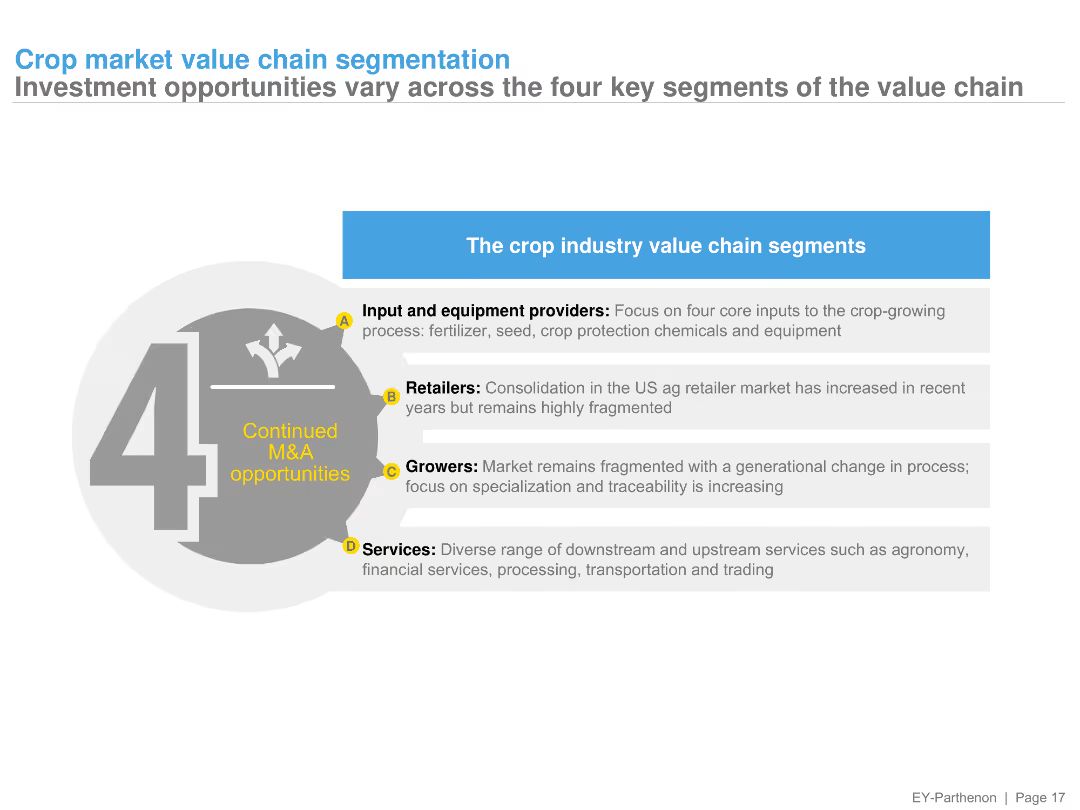 Crop market value chain segmentation
Investment opportunities vary across the four key segments of the value chain
The crop industry value chain segments
4
Continued
M&A
opportunities
A
Input and equipment providers: Focus on four core inputs to the crop-growing
process: fertilizer, seed, crop protection chemicals and equipment
B
Retailers: Consolidation in the US ag retailer market has increased in recent
years but remains highly fragmented
C
Growers: Market remains fragmented with a generational change in process;
focus on specialization and traceability is increasing
D
Services: Diverse range of downstream and upstream services such as agronomy,
financial services, processing, transportation and trading
EY-Parthenon | Page 17